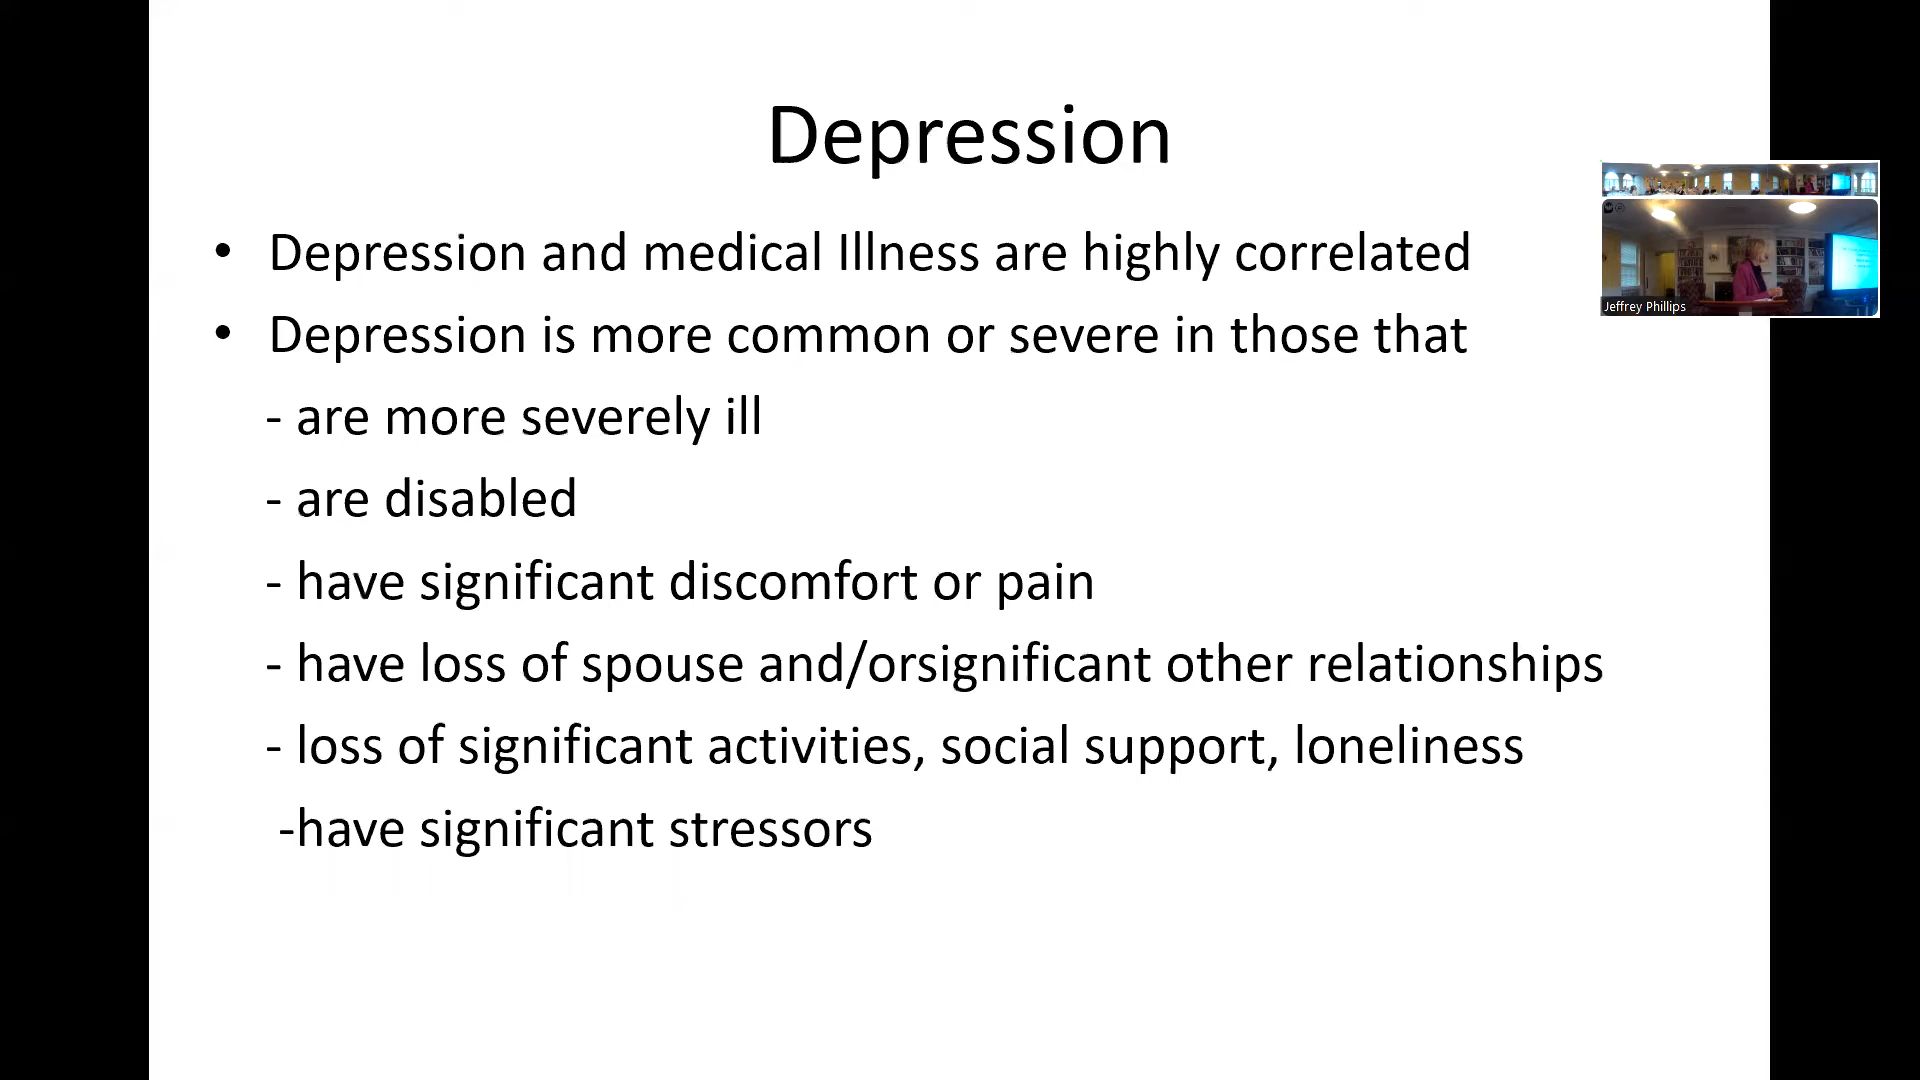 Depression
• Depression and medical Illness are highly correlated
• Depression is more common or severe in those that
- are more severely ill
- are disabled
- have significant discomfort or pain
- have loss of spouse and/orsignificant other relationships
- loss of significant activities, social support, loneliness
-have significant stressors
Jeffrey Phillips